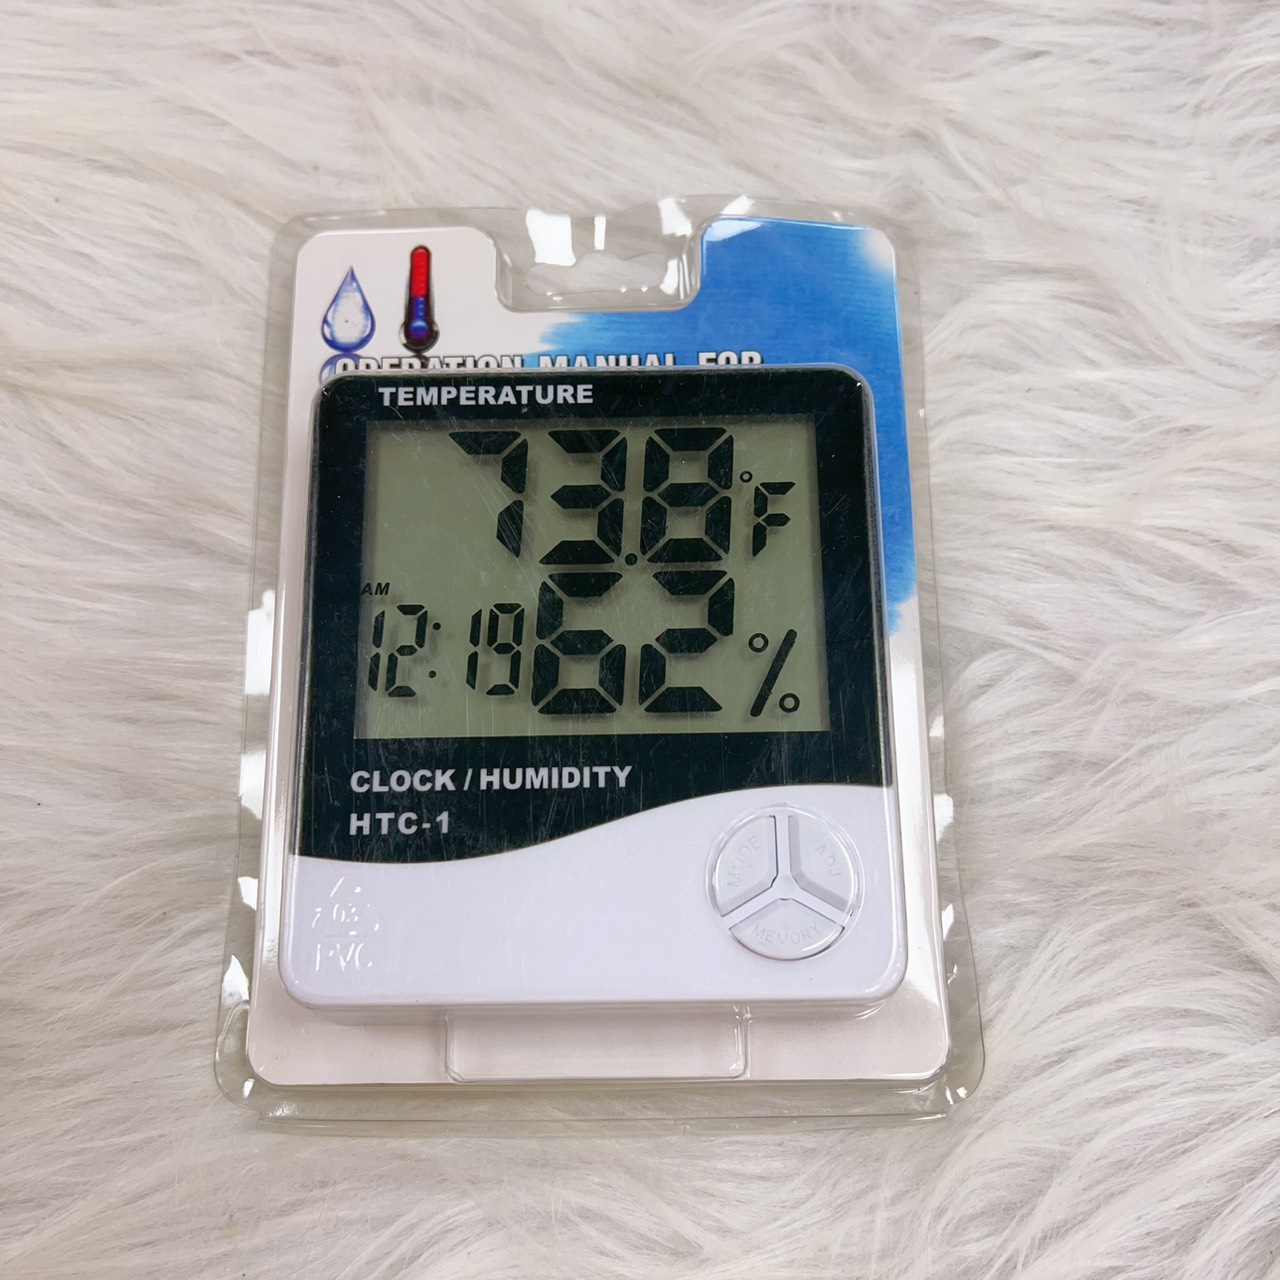 OPERATION MANUAL FOR
TEMPERATURE
73.8 °F
AM
12:19
62 %
CLOCK / HUMIDITY
HTC-1
MODE
ADJ
MEMORY
03
PVC